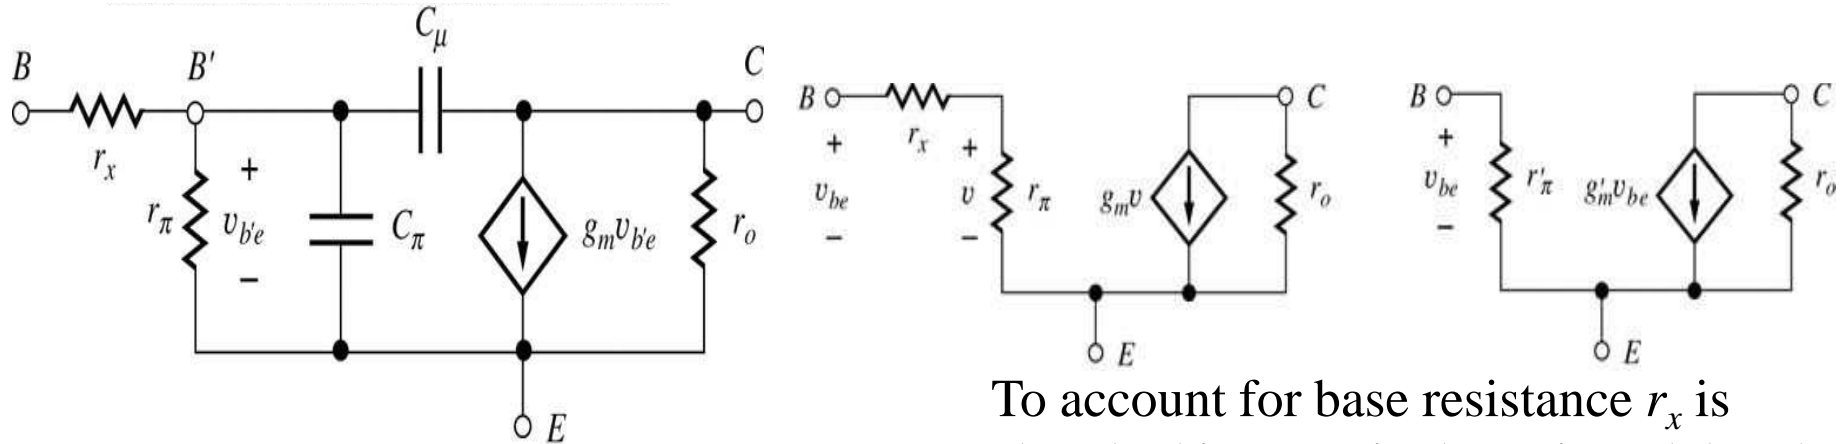 C_μ
B
B'
C
r_x
r_π
+
v_b'e
−
C_π
g_m v_b'e
r_o
E
B
r_x
C
+
v_be
−
+
v
−
r_π
g_m v
r_o
E
B
C
+
v_be
−
r'_π
g'_m v_be
r_o
E
To account for base resistance r_x is